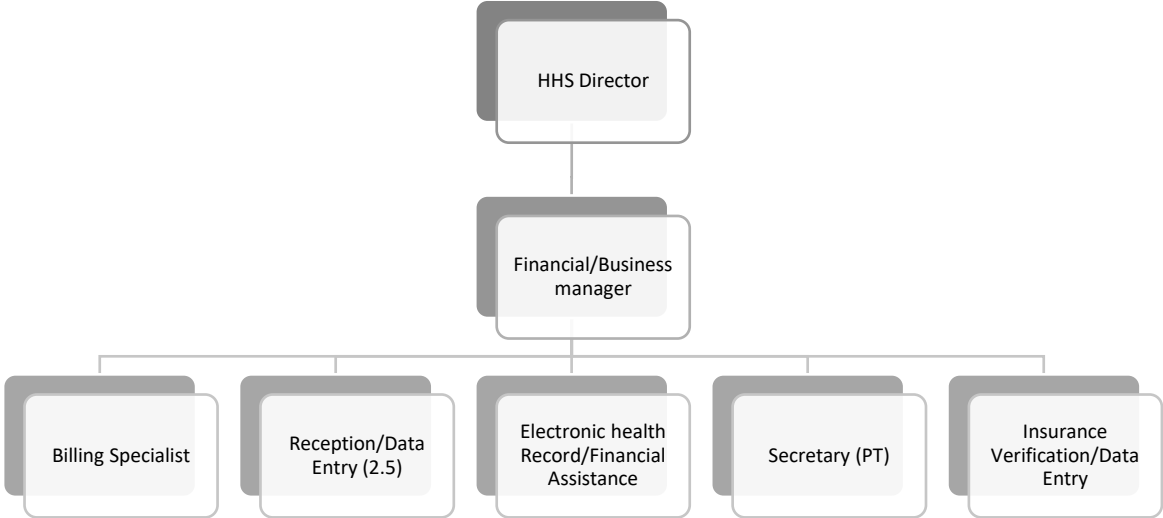 HHS Director
Financial/Business
manager
Billing Specialist
Reception/Data
Entry (2.5)
Electronic health
Record/Financial
Assistance
Secretary (PT)
Insurance
Verification/Data
Entry